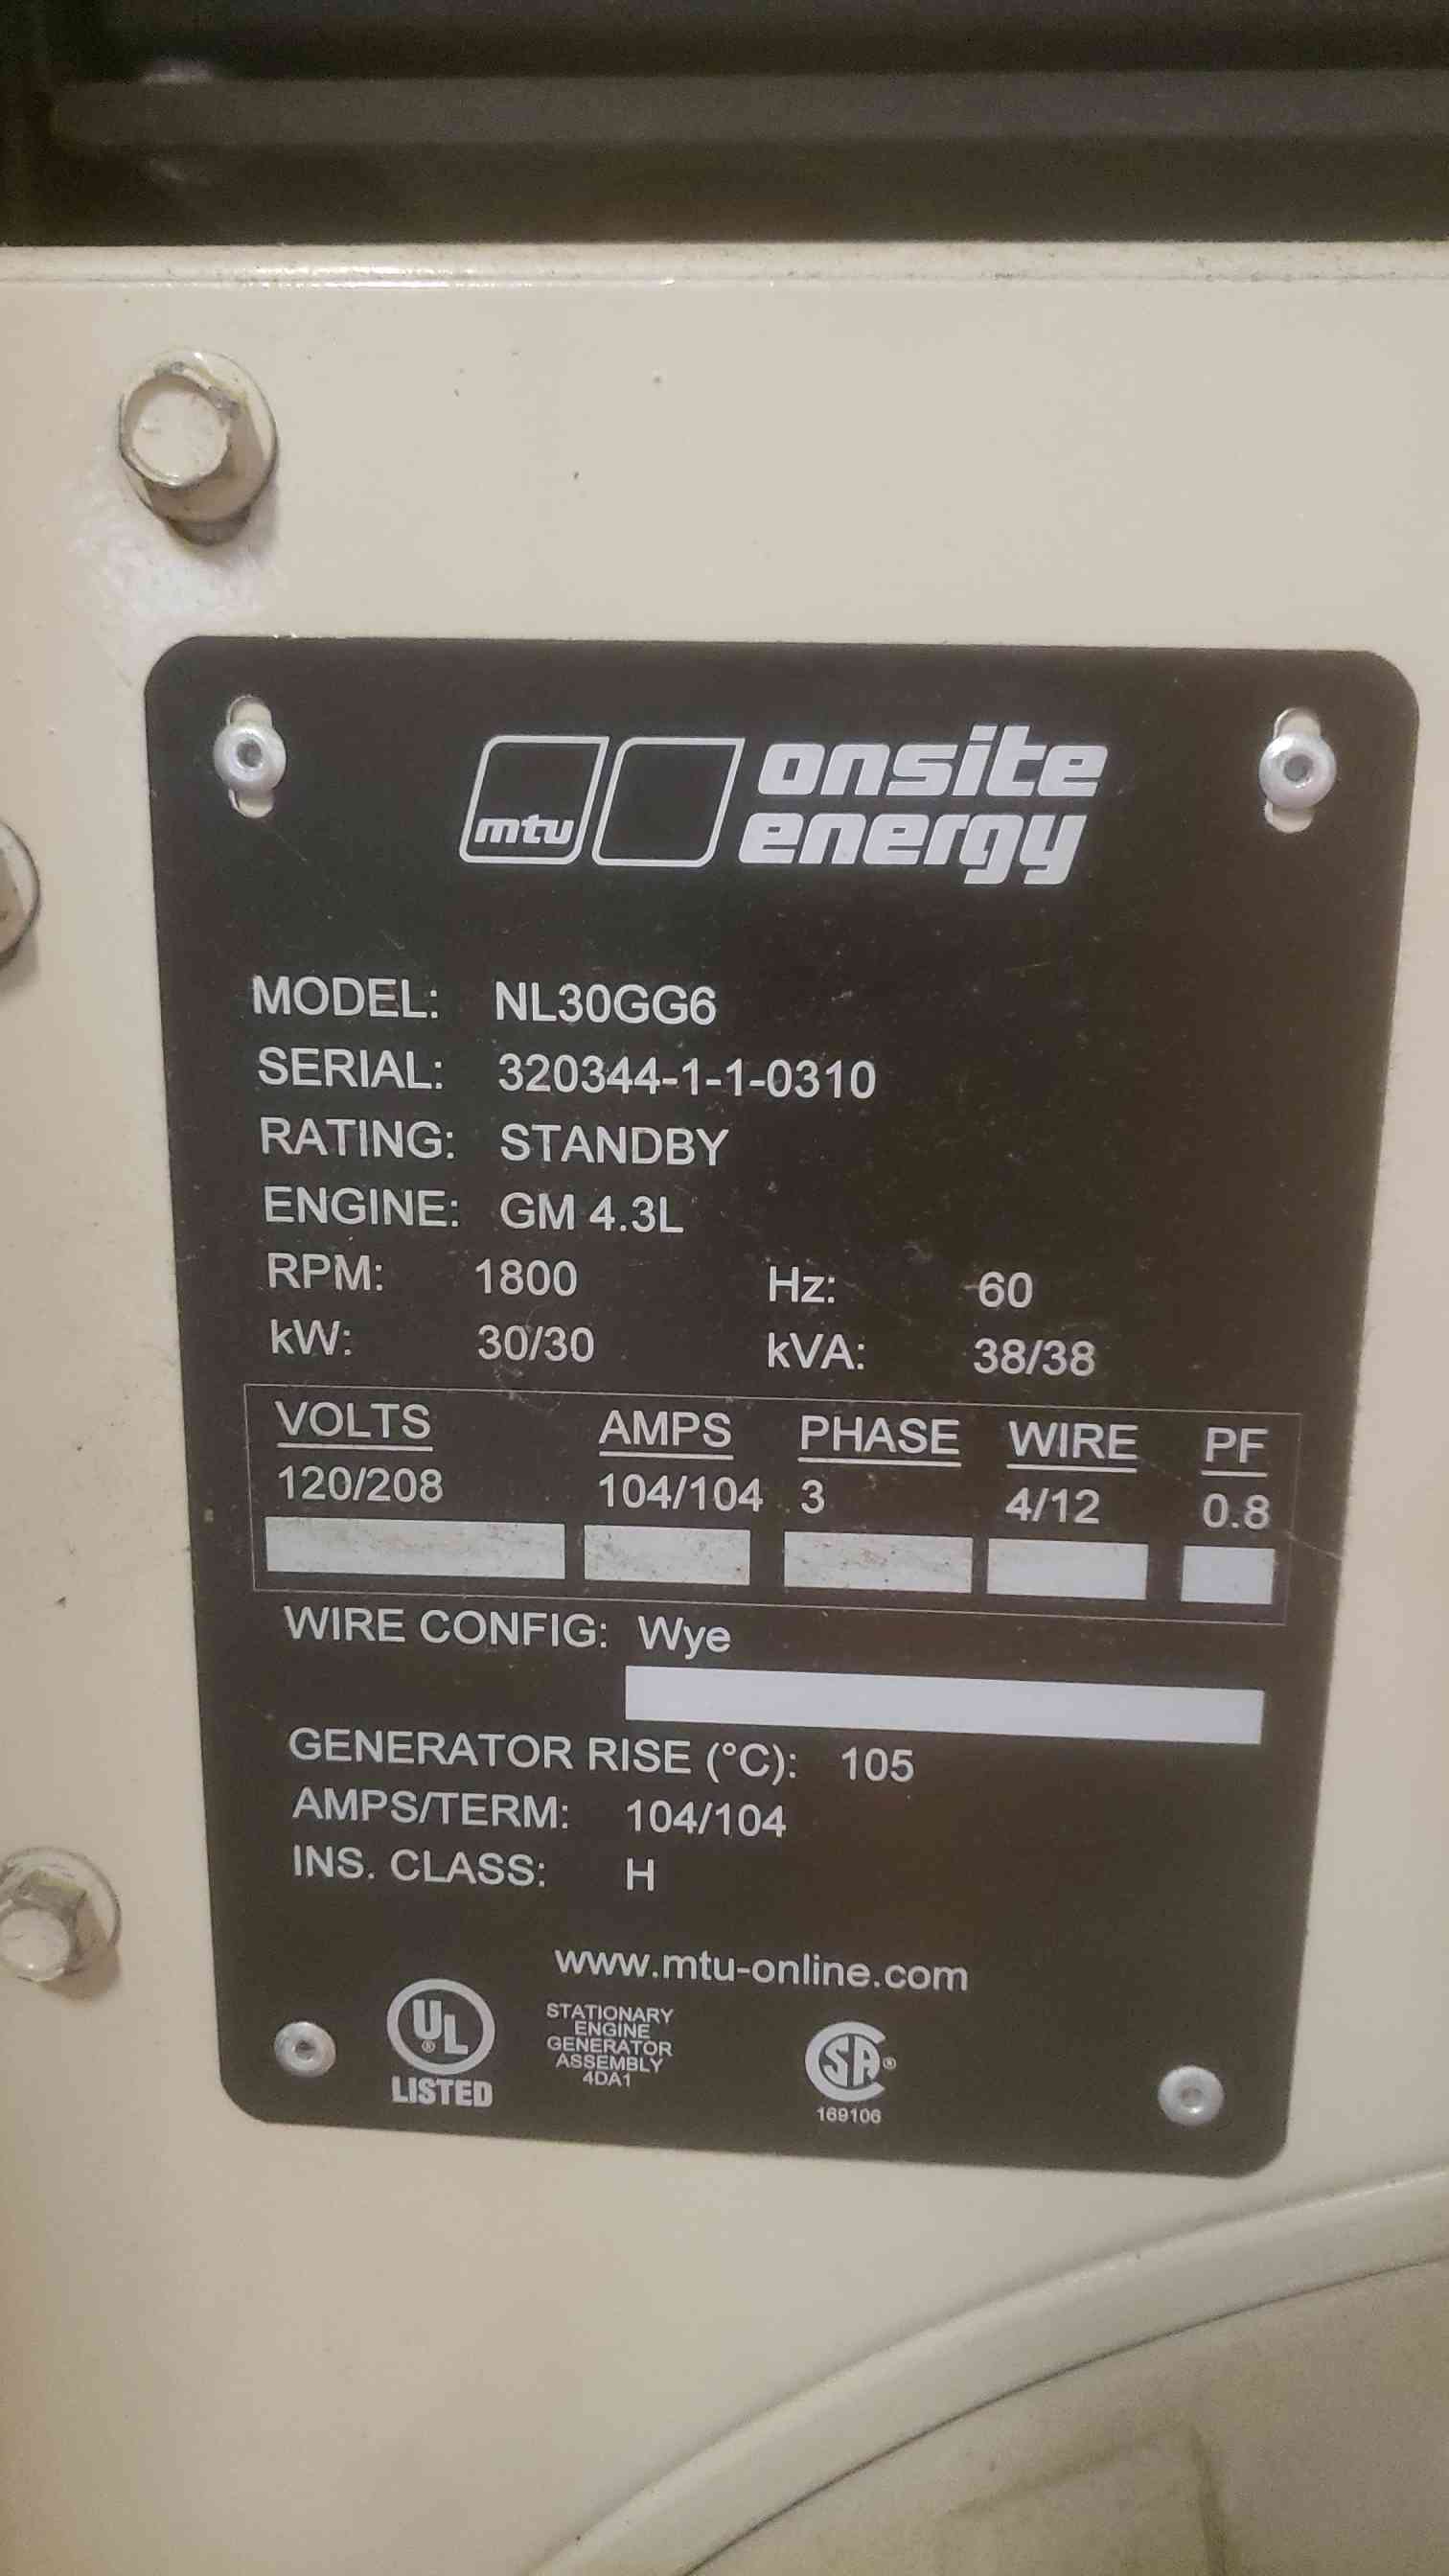 mtu onsite
energy
MODEL: NL30GG6
SERIAL: 320344-1-1-0310
RATING: STANDBY
ENGINE: GM 4.3L
RPM: 1800 Hz: 60
kW: 30/30 kVA: 38/38
VOLTS AMPS PHASE WIRE PF
120/208 104/104 3 4/12 0.8
WIRE CONFIG: Wye
GENERATOR RISE (°C): 105
AMPS/TERM: 104/104
INS. CLASS: H
www.mtu-online.com
UL ®
LISTED
STATIONARY
ENGINE
GENERATOR
ASSEMBLY
4DA1
SA ®
169106